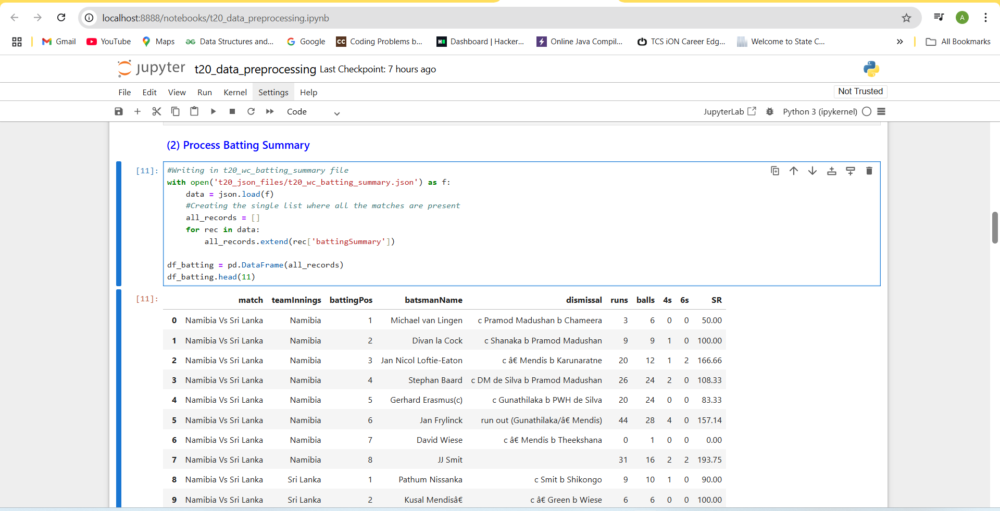 localhost:8888/notebooks/t20_data_preprocessing.ipynb
A
Gmail YouTube Maps Data Structures and... Google Coding Problems b... Dashboard | Hacker... Online Java Compil... TCS iON Career Edg... Welcome to State C... » All Bookmarks
jupyter t20_data_preprocessing Last Checkpoint: 7 hours ago
File Edit View Run Kernel Settings Help Not Trusted
Code JupyterLab Python 3 (ipykernel)
(2) Process Batting Summary
[11]: #Writing in t20_wc_batting_summary file
with open('t20_json_files/t20_wc_batting_summary.json') as f:
data = json.load(f)
#Creating the single list where all the matches are present
all_records = []
for rec in data:
all_records.extend(rec['battingSummary'])
df_batting = pd.DataFrame(all_records)
df_batting.head(11)
[11]: match teamInnings battingPos batsmanName dismissal runs balls 4s 6s SR
0 Namibia Vs Sri Lanka Namibia 1 Michael van Lingen c Pramod Madushan b Chameera 3 6 0 0 50.00
1 Namibia Vs Sri Lanka Namibia 2 Divan la Cock c Shanaka b Pramod Madushan 9 9 1 0 100.00
2 Namibia Vs Sri Lanka Namibia 3 Jan Nicol Loftie-Eaton c â€ Mendis b Karunaratne 20 12 1 2 166.66
3 Namibia Vs Sri Lanka Namibia 4 Stephan Baard c DM de Silva b Pramod Madushan 26 24 2 0 108.33
4 Namibia Vs Sri Lanka Namibia 5 Gerhard Erasmus(c) c Gunathilaka b PWH de Silva 20 24 0 0 83.33
5 Namibia Vs Sri Lanka Namibia 6 Jan Frylinck run out (Gunathilaka/â€ Mendis) 44 28 4 0 157.14
6 Namibia Vs Sri Lanka Namibia 7 David Wiese c â€ Mendis b Theekshana 0 1 0 0 0.00
7 Namibia Vs Sri Lanka Namibia 8 JJ Smit 31 16 2 2 193.75
8 Namibia Vs Sri Lanka Sri Lanka 1 Pathum Nissanka c Smit b Shikongo 9 10 1 0 90.00
9 Namibia Vs Sri Lanka Sri Lanka 2 Kusal Mendisâ€ c â€ Green b Wiese 6 6 0 0 100.00